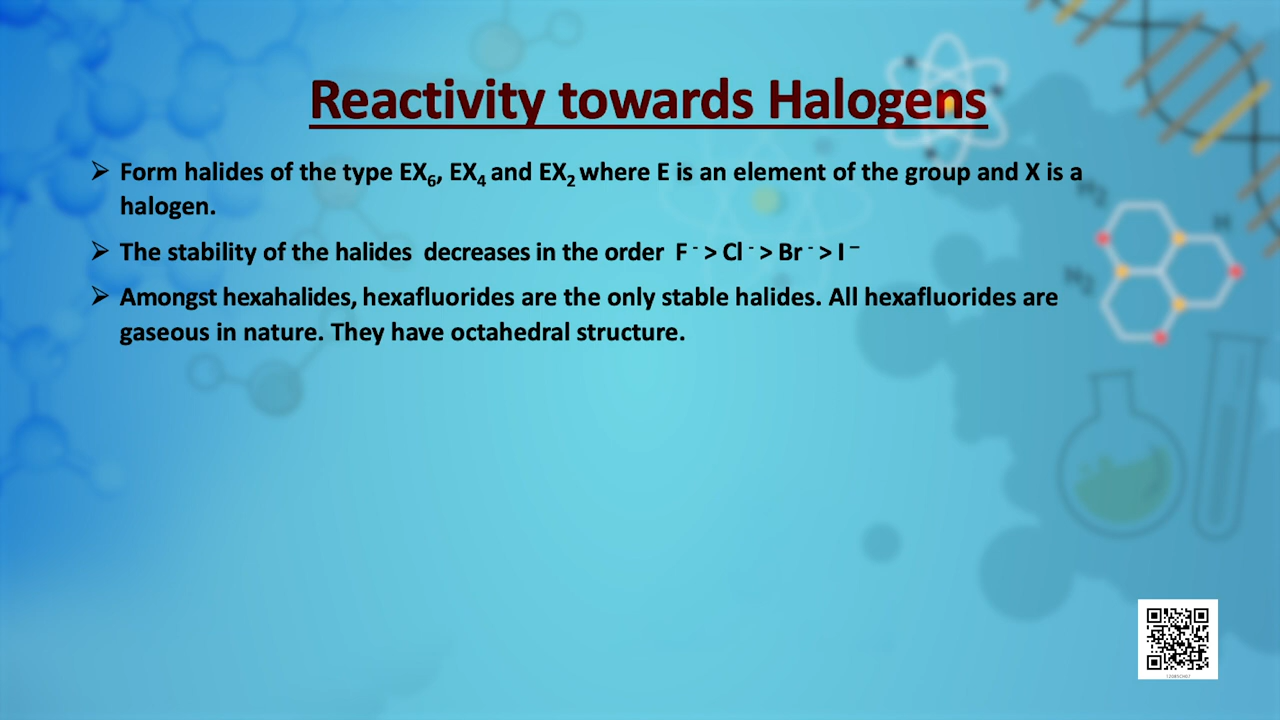 Reactivity towards Halogens
➢ Form halides of the type EX₆, EX₄ and EX₂ where E is an element of the group and X is a
halogen.
➢ The stability of the halides decreases in the order F⁻ > Cl⁻ > Br⁻ > I⁻
➢ Amongst hexahalides, hexafluorides are the only stable halides. All hexafluorides are
gaseous in nature. They have octahedral structure.
H